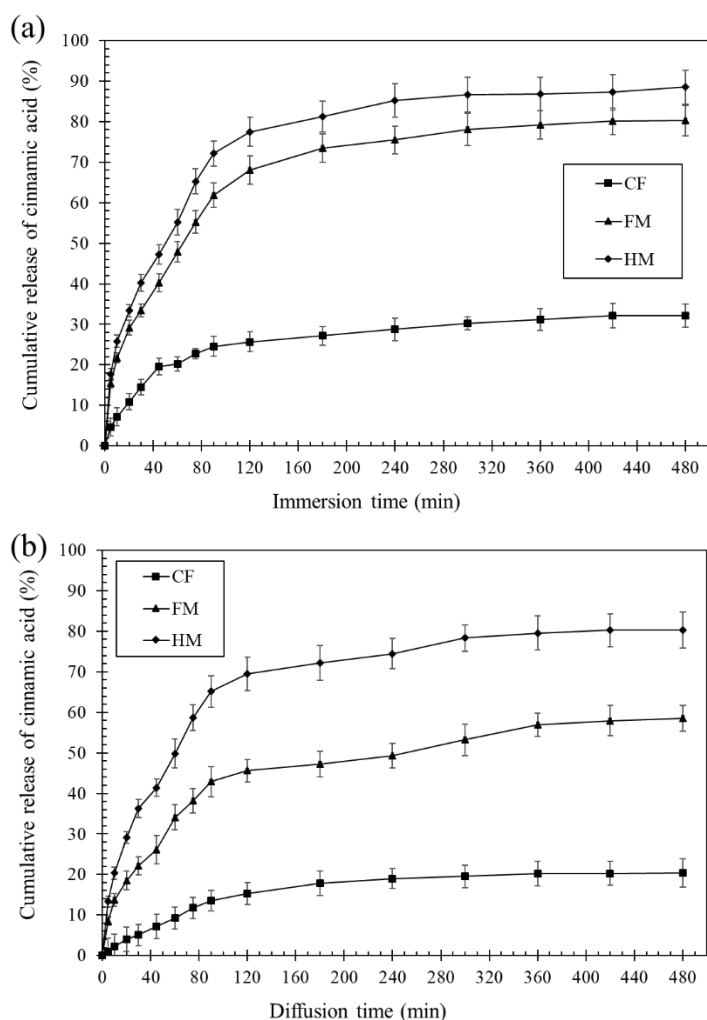 (a)
Cumulative release of cinnamic acid (%)
100
90
80
70
60
50
40
30
20
10
0
CF
FM
HM
0 40 80 120 160 200 240 280 320 360 400 440 480
Immersion time (min)
(b)
Cumulative release of cinnamic acid (%)
100
90
80
70
60
50
40
30
20
10
0
CF
FM
HM
0 40 80 120 160 200 240 280 320 360 400 440 480
Diffusion time (min)